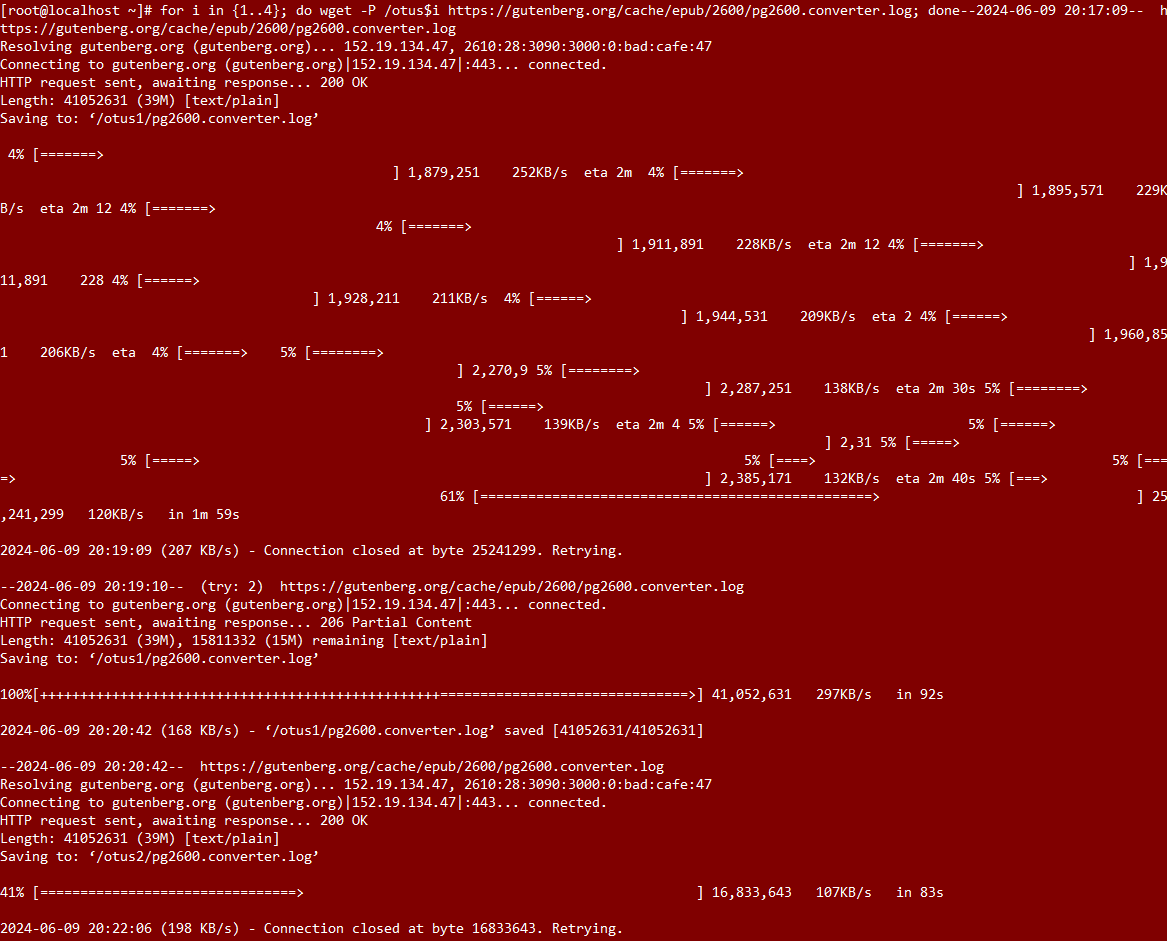 [root@localhost ~]# for i in {1..4}; do wget -P /otus$i https://gutenberg.org/cache/epub/2600/pg2600.converter.log; done--2024-06-09 20:17:09--  h
ttps://gutenberg.org/cache/epub/2600/pg2600.converter.log
Resolving gutenberg.org (gutenberg.org)... 152.19.134.47, 2610:28:3090:3000:0:bad:cafe:47
Connecting to gutenberg.org (gutenberg.org)|152.19.134.47|:443... connected.
HTTP request sent, awaiting response... 200 OK
Length: 41052631 (39M) [text/plain]
Saving to: ‘/otus1/pg2600.converter.log’
4% [=======>
] 1,879,251    252KB/s  eta 2m  4% [=======>
] 1,895,571    229K
B/s  eta 2m 12 4% [=======>
4% [=======>
] 1,911,891    228KB/s  eta 2m 12 4% [=======>
] 1,9
11,891    228 4% [======>
] 1,928,211    211KB/s  4% [======>
] 1,944,531    209KB/s  eta 2 4% [======>
] 1,960,85
1    206KB/s  eta  4% [=======>    5% [========>
] 2,270,9 5% [========>
] 2,287,251    138KB/s  eta 2m 30s 5% [========>
5% [======>
] 2,303,571    139KB/s  eta 2m 4 5% [======>                        5% [======>
] 2,31 5% [=====>
5% [=====>                                                                    5% [====>                                     5% [===
=>                                                                                      ] 2,385,171    132KB/s  eta 2m 40s 5% [===>
61% [================================================>                                ] 25
,241,299   120KB/s   in 1m 59s
2024-06-09 20:19:09 (207 KB/s) - Connection closed at byte 25241299. Retrying.
--2024-06-09 20:19:10--  (try: 2)  https://gutenberg.org/cache/epub/2600/pg2600.converter.log
Connecting to gutenberg.org (gutenberg.org)|152.19.134.47|:443... connected.
HTTP request sent, awaiting response... 206 Partial Content
Length: 41052631 (39M), 15811332 (15M) remaining [text/plain]
Saving to: ‘/otus1/pg2600.converter.log’
100%[++++++++++++++++++++++++++++++++++++++++++++++++++===============================>] 41,052,631   297KB/s   in 92s
2024-06-09 20:20:42 (168 KB/s) - ‘/otus1/pg2600.converter.log’ saved [41052631/41052631]
--2024-06-09 20:20:42--  https://gutenberg.org/cache/epub/2600/pg2600.converter.log
Resolving gutenberg.org (gutenberg.org)... 152.19.134.47, 2610:28:3090:3000:0:bad:cafe:47
Connecting to gutenberg.org (gutenberg.org)|152.19.134.47|:443... connected.
HTTP request sent, awaiting response... 200 OK
Length: 41052631 (39M) [text/plain]
Saving to: ‘/otus2/pg2600.converter.log’
41% [================================>                                                 ] 16,833,643   107KB/s   in 83s
2024-06-09 20:22:06 (198 KB/s) - Connection closed at byte 16833643. Retrying.